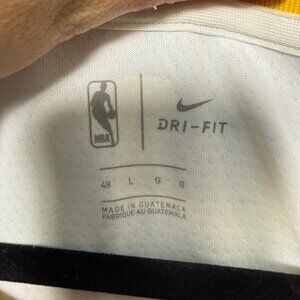 NBA
DRI-FIT
48 L G G
MADE IN GUATEMALA
FABRIQUE AU GUATEMALA